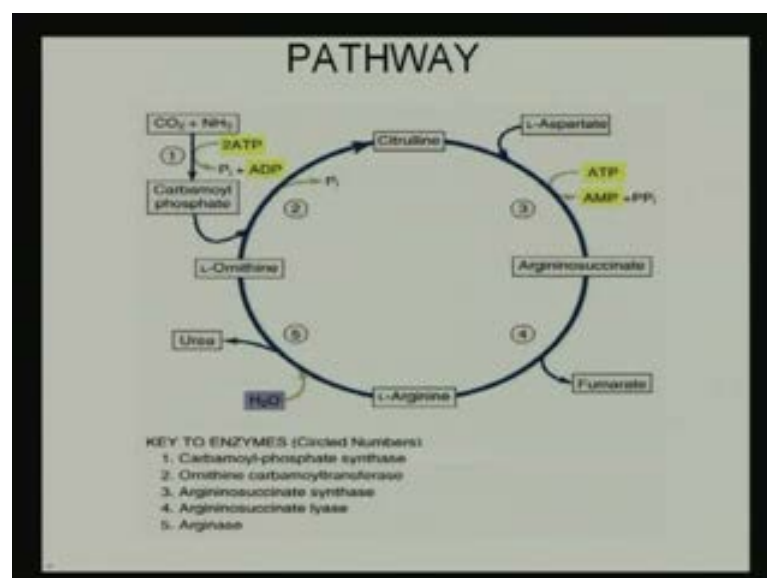 PATHWAY
CO₂ + NH₃
2ATP
①
Pᵢ + ADP
Carbamoyl
phosphate
Citrulline
L-Aspartate
Pᵢ
ATP
AMP +PPᵢ
②
③
L-Ornithine
Argininosuccinate
Urea
⑤
④
Fumarate
H₂O
L-Arginine
KEY TO ENZYMES (Circled Numbers)
1. Carbamoyl-phosphate synthase
2. Ornithine carbamoyltransferase
3. Argininosuccinate synthase
4. Argininosuccinate lyase
5. Arginase